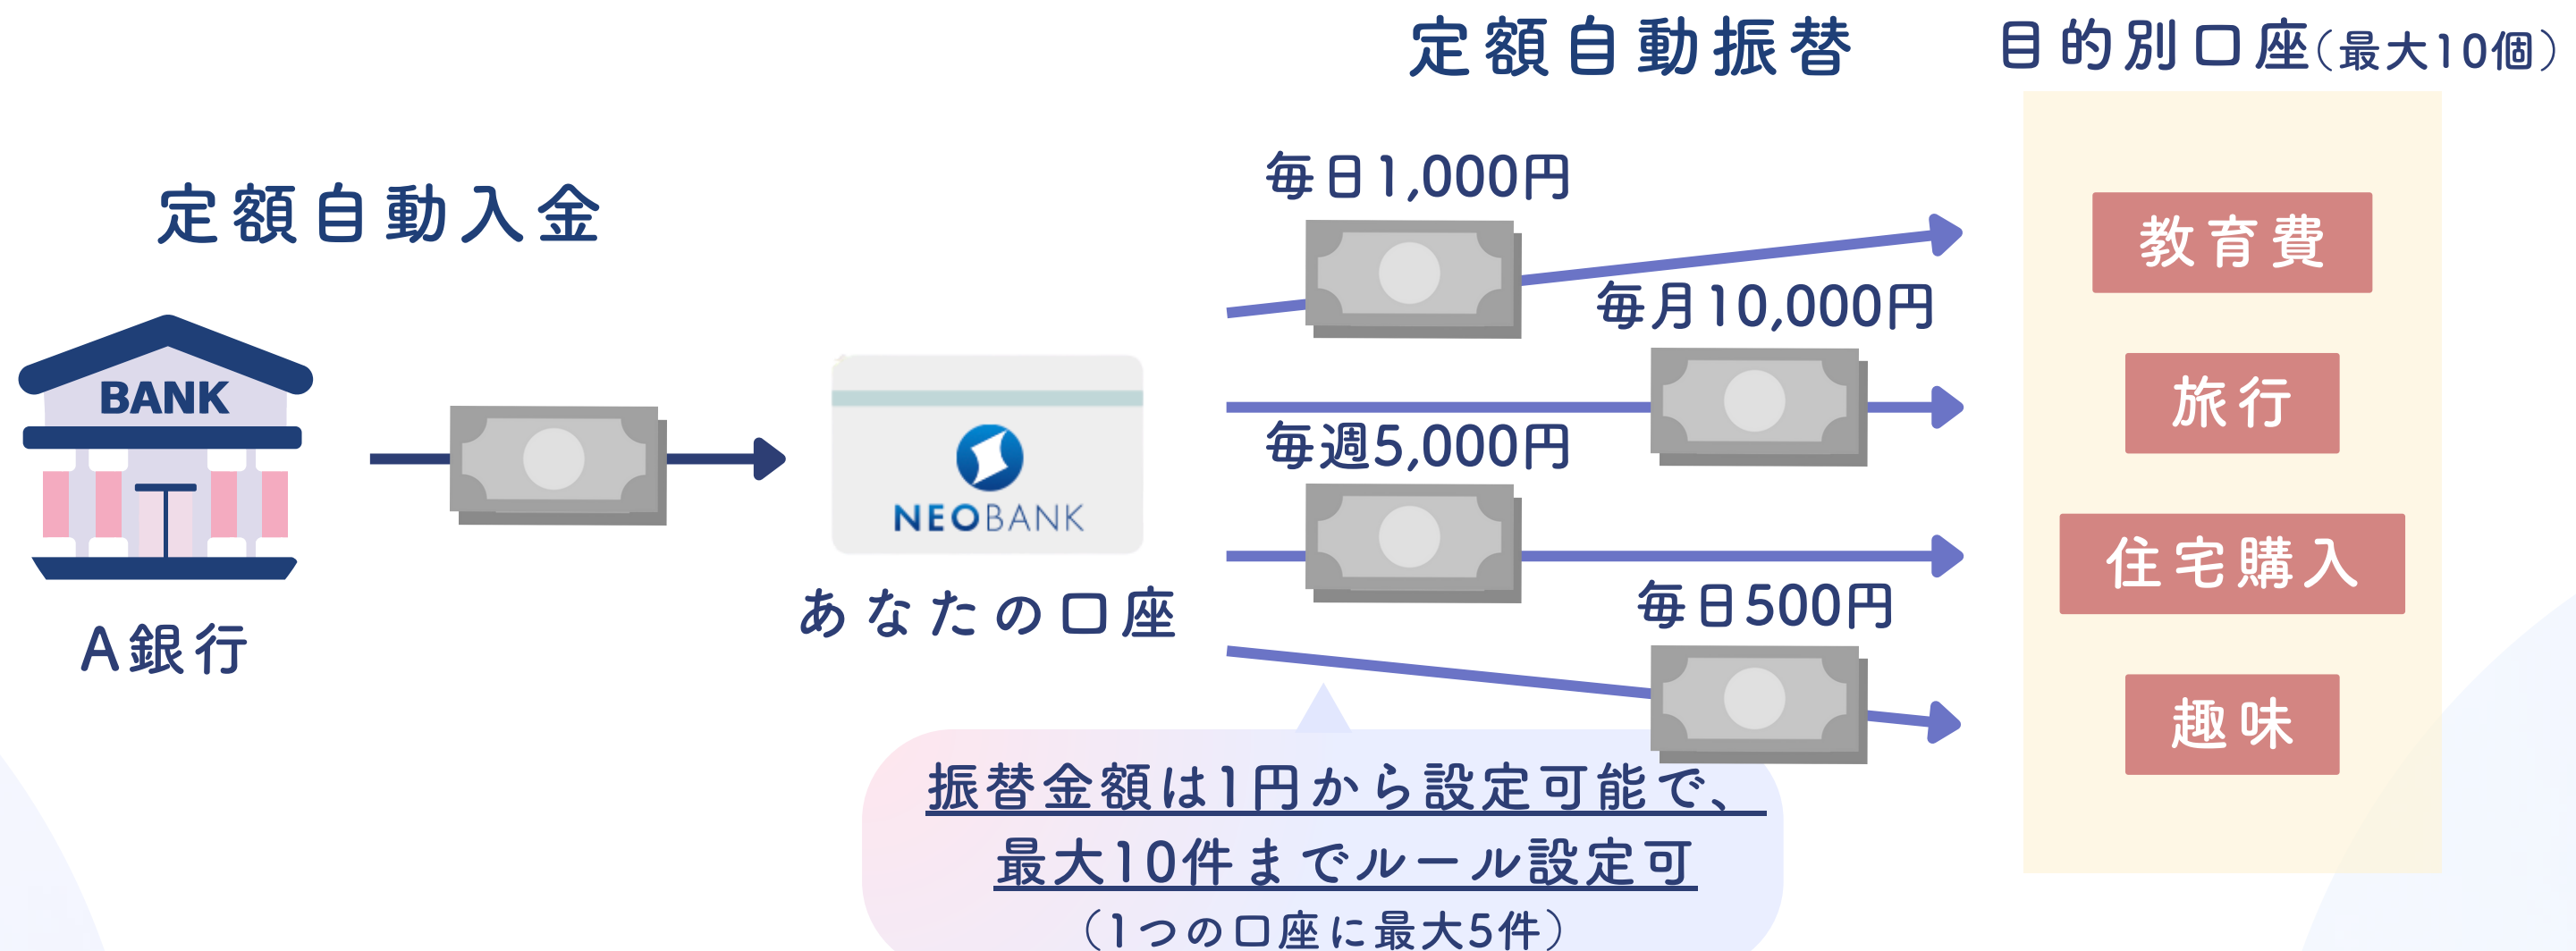 定額自動入金
BANK
A銀行
NEOBANK
あなたの口座
定額自動振替
毎日1,000円
毎月10,000円
毎週5,000円
毎日500円
振替金額は1円から設定可能で、
最大10件までルール設定可
（1つの口座に最大5件）
目的別口座（最大10個）
教育費
旅行
住宅購入
趣味